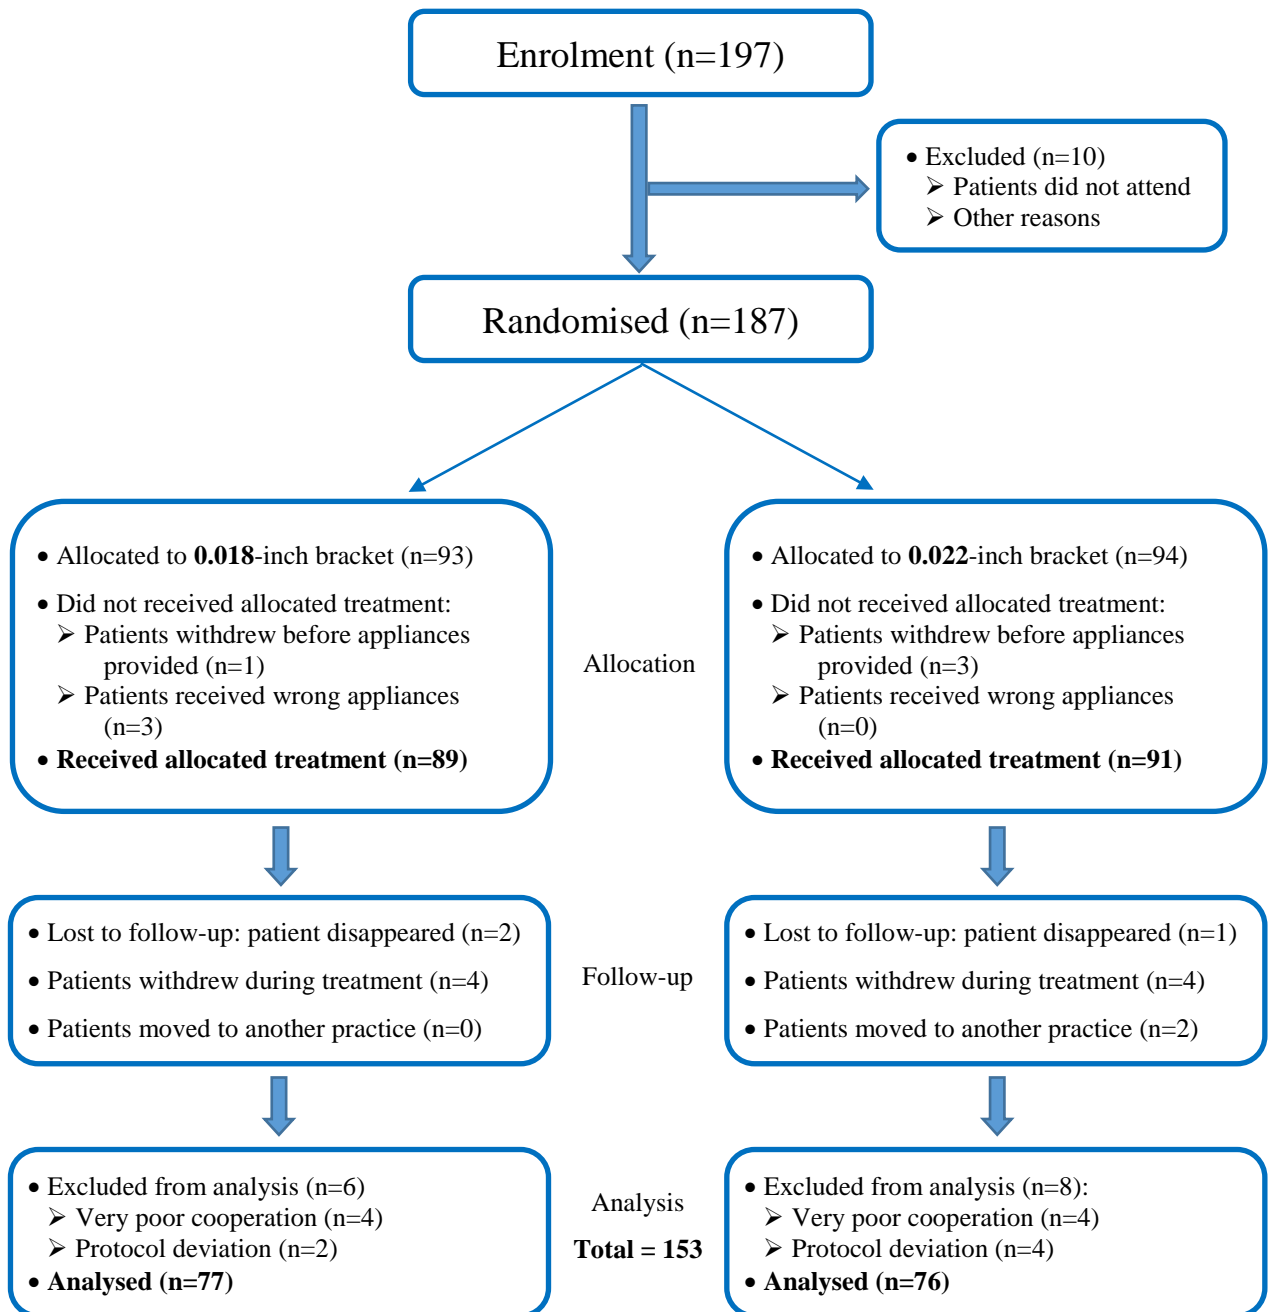 Enrolment (n=197)
• Excluded (n=10)
➢ Patients did not attend
➢ Other reasons
Randomised (n=187)
• Allocated to 0.018-inch bracket (n=93)
• Did not received allocated treatment:
➢ Patients withdrew before appliances
provided (n=1)
➢ Patients received wrong appliances
(n=3)
• Received allocated treatment (n=89)
Allocation
• Allocated to 0.022-inch bracket (n=94)
• Did not received allocated treatment:
➢ Patients withdrew before appliances
provided (n=3)
➢ Patients received wrong appliances
(n=0)
• Received allocated treatment (n=91)
• Lost to follow-up: patient disappeared (n=2)
• Patients withdrew during treatment (n=4)
• Patients moved to another practice (n=0)
Follow-up
• Lost to follow-up: patient disappeared (n=1)
• Patients withdrew during treatment (n=4)
• Patients moved to another practice (n=2)
• Excluded from analysis (n=6)
➢ Very poor cooperation (n=4)
➢ Protocol deviation (n=2)
• Analysed (n=77)
Analysis
Total = 153
• Excluded from analysis (n=8):
➢ Very poor cooperation (n=4)
➢ Protocol deviation (n=4)
• Analysed (n=76)